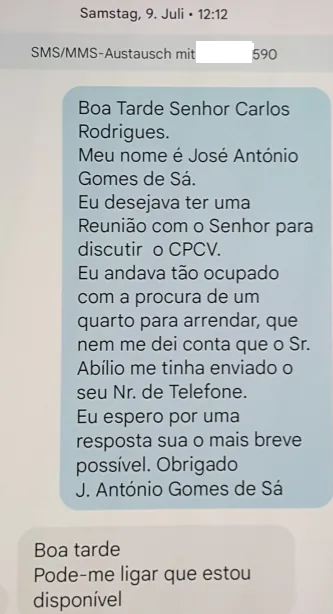 Samstag, 9. Juli • 12:12
SMS/MMS-Austausch mit 590
Boa Tarde Senhor Carlos
Rodrigues.
Meu nome é José António
Gomes de Sá.
Eu desejava ter uma
Reunião com o Senhor para
discutir o CPCV.
Eu andava tão ocupado
com a procura de um
quarto para arrendar, que
nem me dei conta que o Sr.
Abílio me tinha enviado o
seu Nr. de Telefone.
Eu espero por uma
resposta sua o mais breve
possível. Obrigado
J. António Gomes de Sá
Boa tarde
Pode-me ligar que estou
disponível